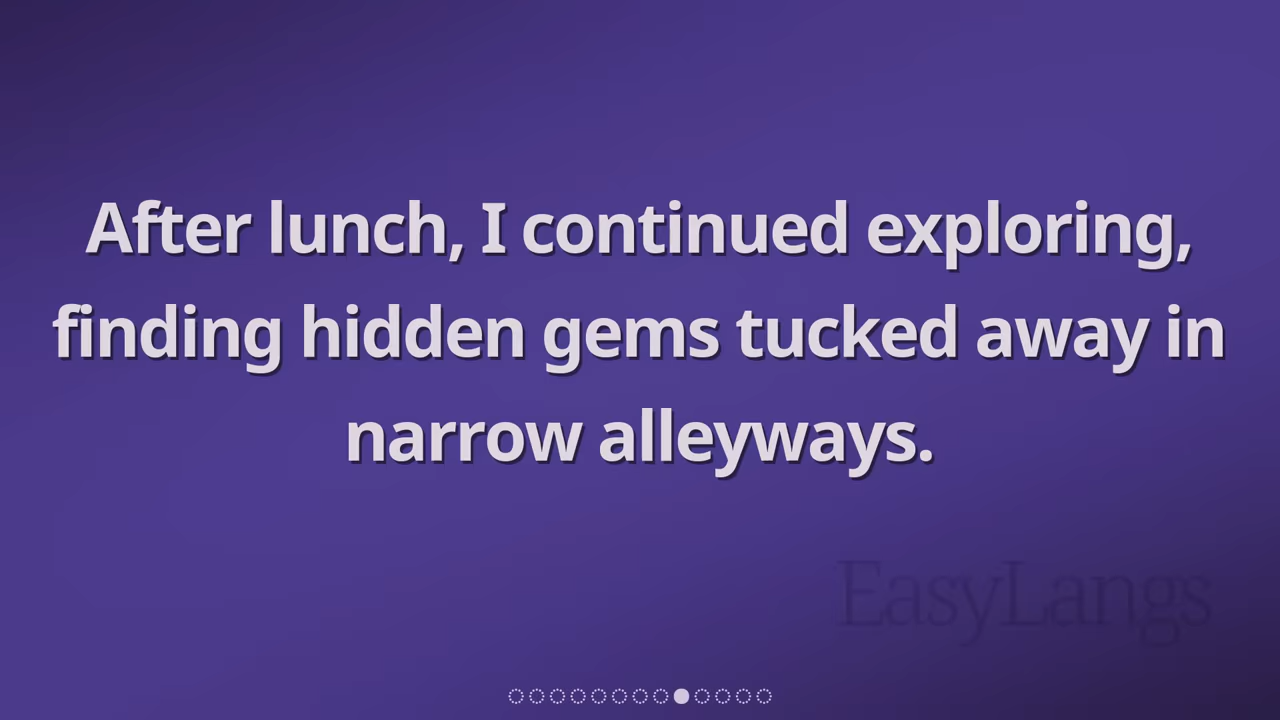 After lunch, I continued exploring,
finding hidden gems tucked away in
narrow alleyways.
EasyLangs